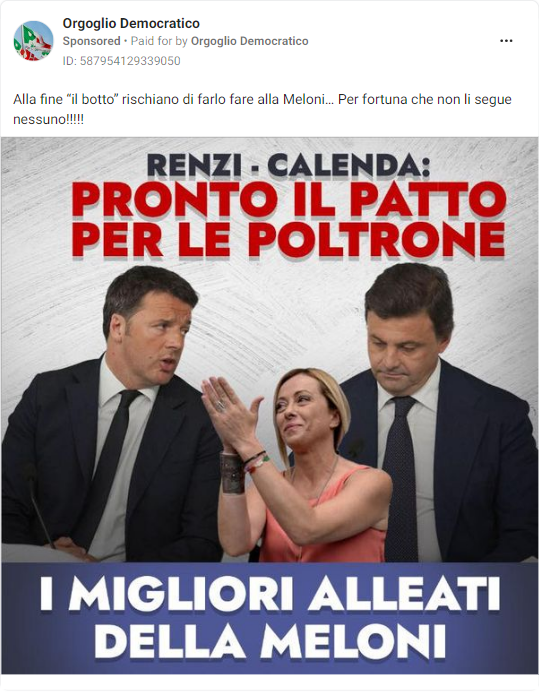 Orgoglio Democratico
Sponsored • Paid for by Orgoglio Democratico
ID: 587954129339050
Alla fine “il botto” rischiano di farlo fare alla Meloni... Per fortuna che non li segue
nessuno!!!!!
RENZI - CALENDA:
PRONTO IL PATTO
PER LE POLTRONE
I MIGLIORI ALLEATI
DELLA MELONI